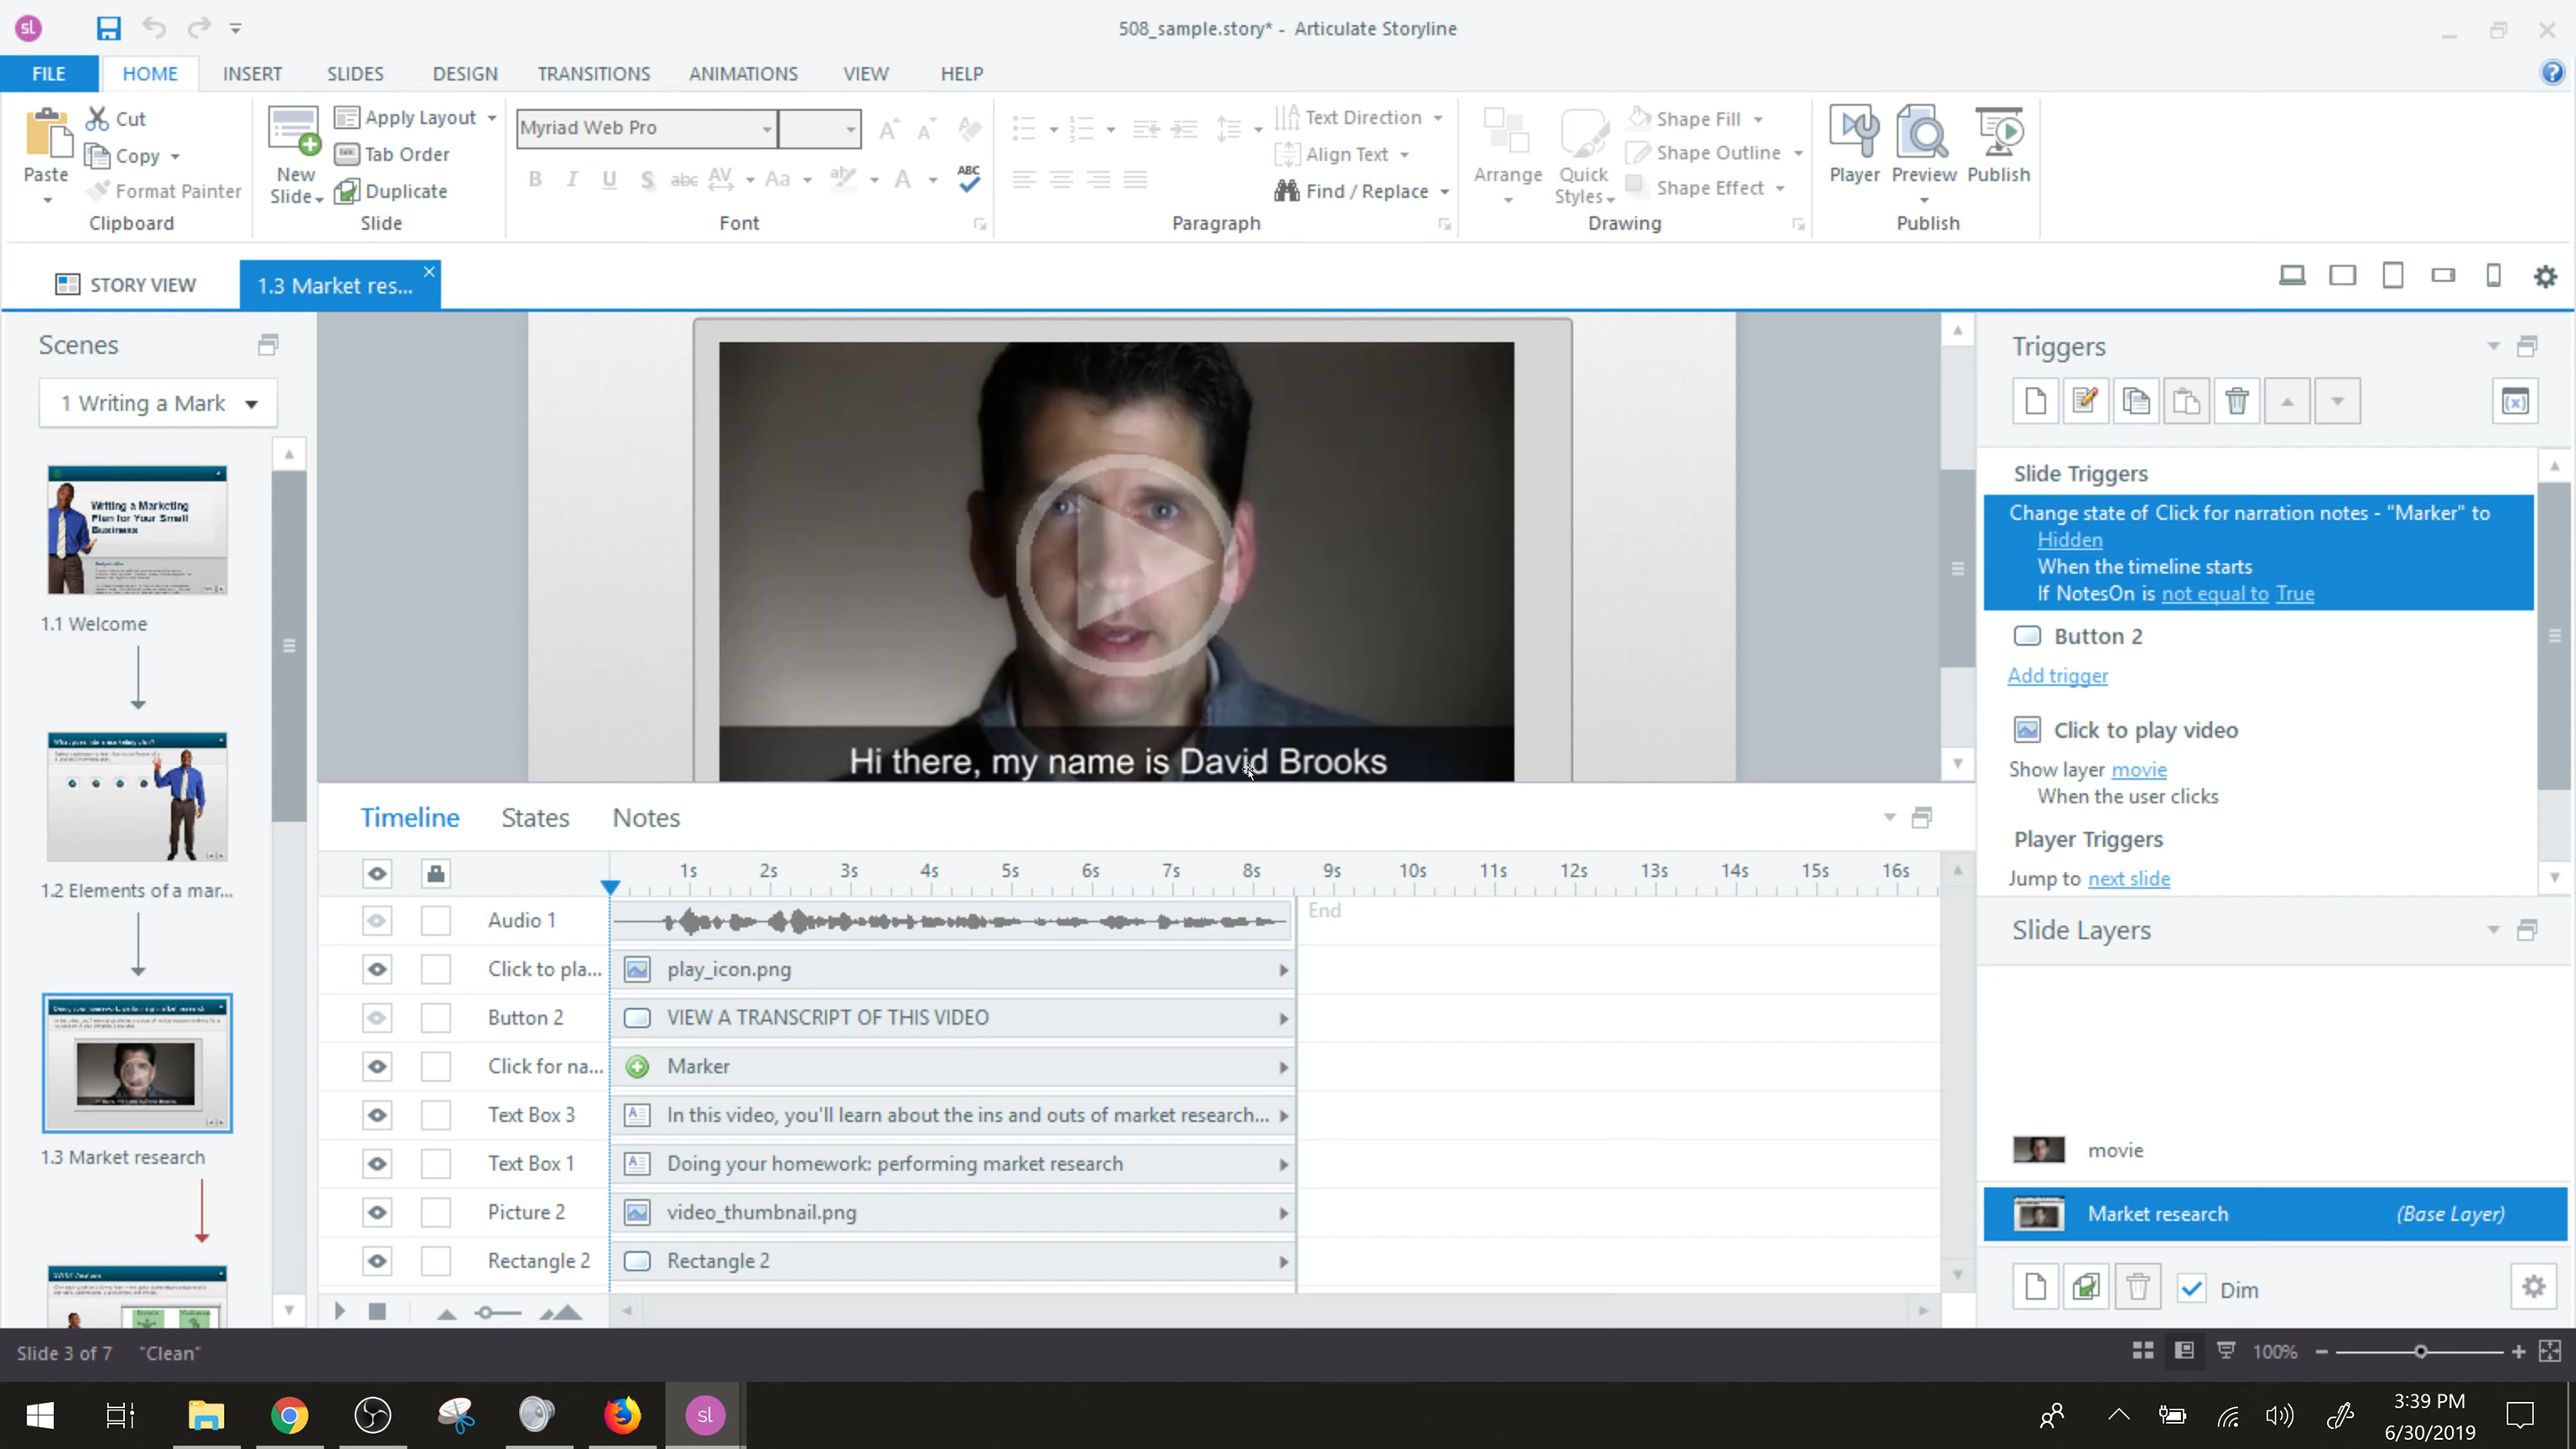 sl
508_sample.story* - Articulate Storyline
FILE HOME INSERT SLIDES DESIGN TRANSITIONS ANIMATIONS VIEW HELP
Paste
Cut
Copy
Format Painter
Clipboard
New Slide
Apply Layout
Tab Order
Duplicate
Slide
Myriad Web Pro
B I U S abc AV Aa ab A ABC
Font
Text Direction
Align Text
Find / Replace
Paragraph
Arrange
Quick Styles
Shape Fill
Shape Outline
Shape Effect
Drawing
Player Preview Publish
Publish
STORY VIEW
1.3 Market res...
Scenes
1 Writing a Mark
Writing a Marketing
Plan for Your Small
Business
1.1 Welcome
1.2 Elements of a mar...
1.3 Market research
SWOT Analysis
Hi there, my name is David Brooks
Timeline States Notes
1s 2s 3s 4s 5s 6s 7s 8s 9s 10s 11s 12s 13s 14s 15s 16s
Audio 1
End
Click to pla... play_icon.png
Button 2 VIEW A TRANSCRIPT OF THIS VIDEO
Click for na... Marker
Text Box 3 In this video, you'll learn about the ins and outs of market research...
Text Box 1 Doing your homework: performing market research
Picture 2 video_thumbnail.png
Rectangle 2 Rectangle 2
Triggers
Slide Triggers
Change state of Click for narration notes - "Marker" to
Hidden
When the timeline starts
If NotesOn is not equal to True
Button 2
Add trigger
Click to play video
Show layer movie
When the user clicks
Player Triggers
Jump to next slide
Slide Layers
movie
Market research (Base Layer)
Dim
Slide 3 of 7 "Clean"
100%
sl
3:39 PM
6/30/2019